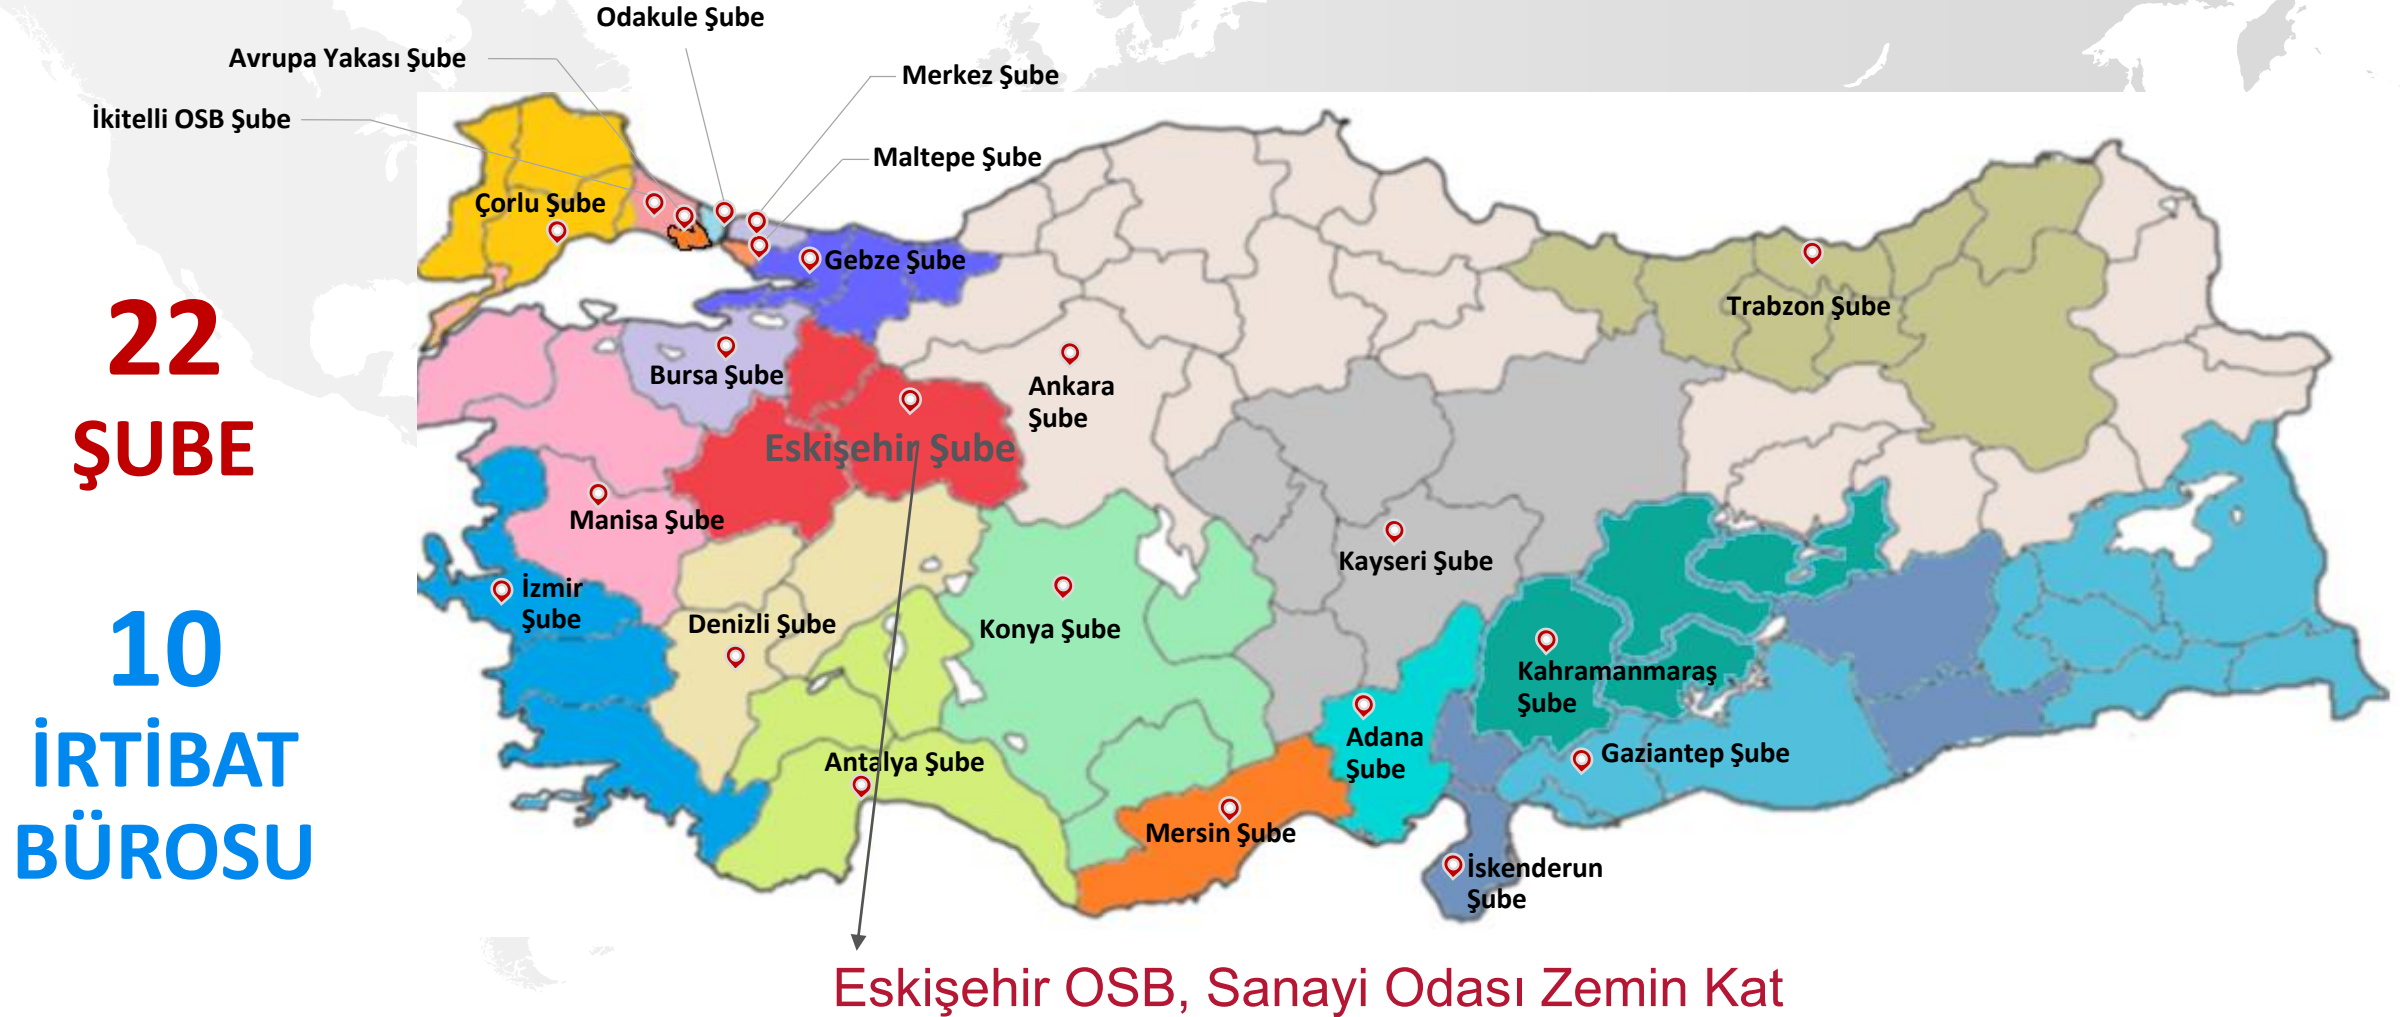 Odakule Şube
Avrupa Yakası Şube
Merkez Şube
İkitelli OSB Şube
Maltepe Şube
Çorlu Şube
Gebze Şube
Trabzon Şube
22
ŞUBE
Bursa Şube
Ankara
Şube
Eskişehir Şube
Manisa Şube
Kayseri Şube
10
İRTİBAT
BÜROSU
İzmir
Şube
Denizli Şube
Konya Şube
Kahramanmaraş
Şube
Adana
Şube
Gaziantep Şube
Antalya Şube
Mersin Şube
İskenderun
Şube
Eskişehir OSB, Sanayi Odası Zemin Kat